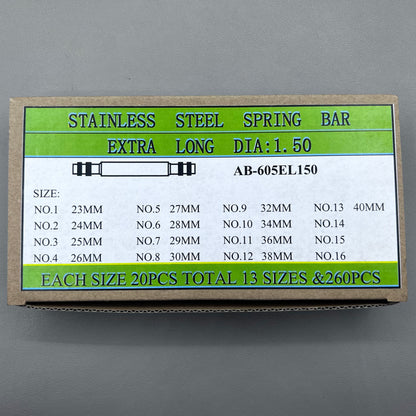 STAINLESS STEEL SPRING BAR
EXTRA LONG DIA:1.50
AB-605EL150
SIZE:
NO.1 23MM NO.5 27MM NO.9 32MM NO.13 40MM
NO.2 24MM NO.6 28MM NO.10 34MM NO.14
NO.3 25MM NO.7 29MM NO.11 36MM NO.15
NO.4 26MM NO.8 30MM NO.12 38MM NO.16
EACH SIZE 20PCS TOTAL 13 SIZES &260PCS